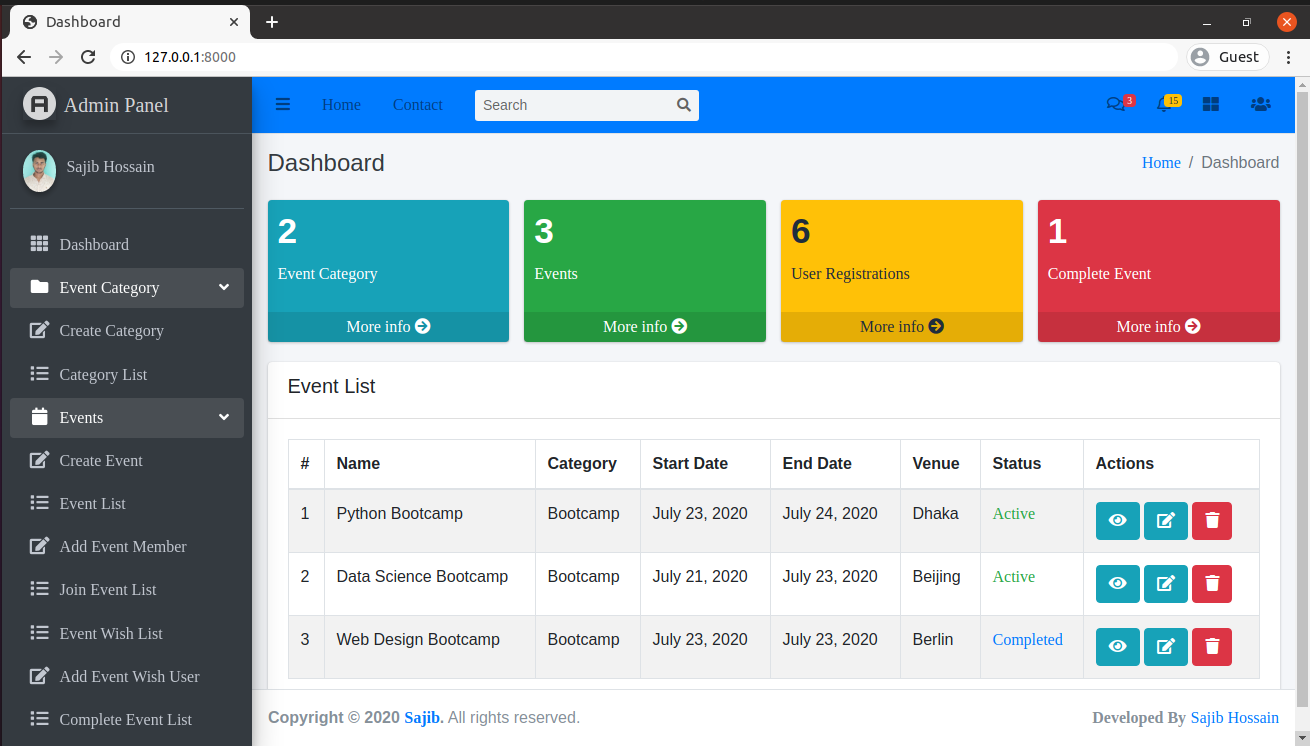 Dashboard
127.0.0.1:8000
Guest
A Admin Panel
Home
Contact
Search
3
15
Sajib Hossain
Dashboard
Event Category
Create Category
Category List
Events
Create Event
Event List
Add Event Member
Join Event List
Event Wish List
Add Event Wish User
Complete Event List
Dashboard
Home / Dashboard
2
Event Category
More info
3
Events
More info
6
User Registrations
More info
1
Complete Event
More info
Event List
# Name Category Start Date End Date Venue Status Actions
1 Python Bootcamp Bootcamp July 23, 2020 July 24, 2020 Dhaka Active
2 Data Science Bootcamp Bootcamp July 21, 2020 July 23, 2020 Beijing Active
3 Web Design Bootcamp Bootcamp July 23, 2020 July 23, 2020 Berlin Completed
Copyright © 2020 Sajib. All rights reserved.
Developed By Sajib Hossain